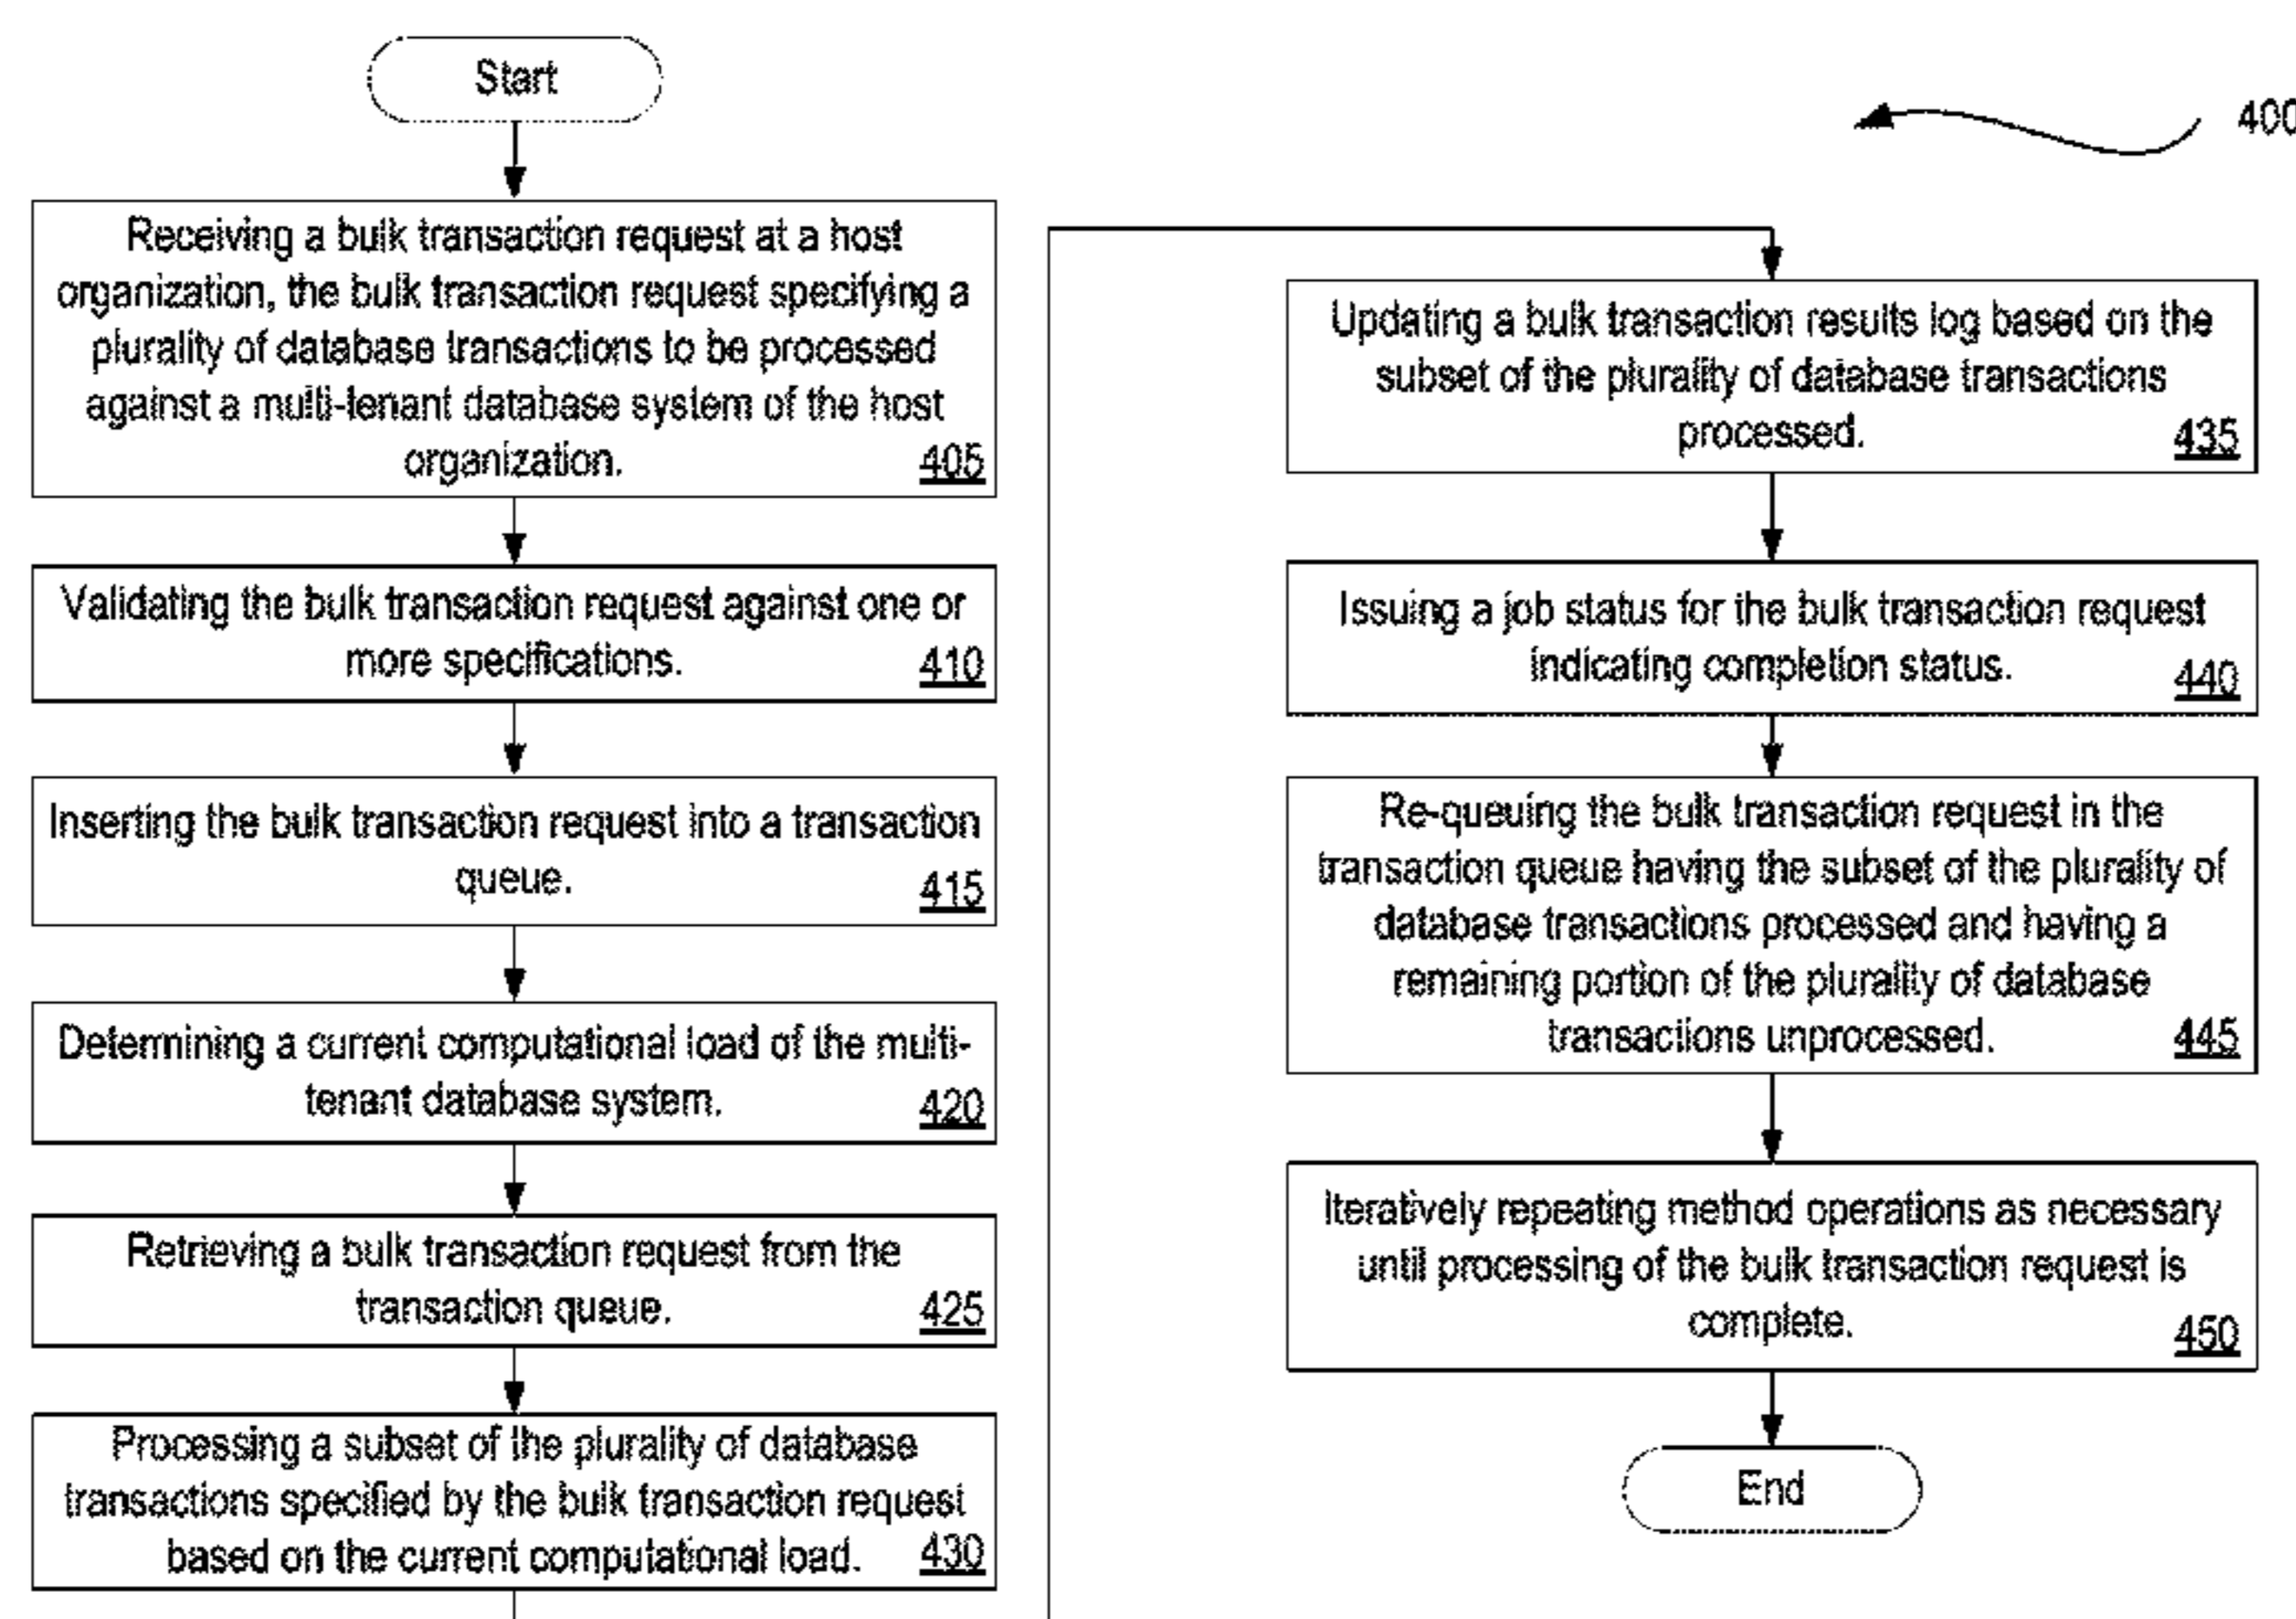 Start
400
Receiving a bulk transaction request at a host
organization, the bulk transaction request specifying a
plurality of database transactions to be processed
against a multi-tenant database system of the host
organization.
405
Validating the bulk transaction request against one or
more specifications.
410
Inserting the bulk transaction request into a transaction
queue.
415
Determining a current computational load of the multi-
tenant database system.
420
Retrieving a bulk transaction request from the
transaction queue.
425
Processing a subset of the plurality of database
transactions specified by the bulk transaction request
based on the current computational load.
430
Updating a bulk transaction results log based on the
subset of the plurality of database transactions
processed.
435
Issuing a job status for the bulk transaction request
indicating completion status.
440
Re-queuing the bulk transaction request in the
transaction queue having the subset of the plurality of
database transactions processed and having a
remaining portion of the plurality of database
transactions unprocessed.
445
Iteratively repeating method operations as necessary
until processing of the bulk transaction request is
complete.
450
End